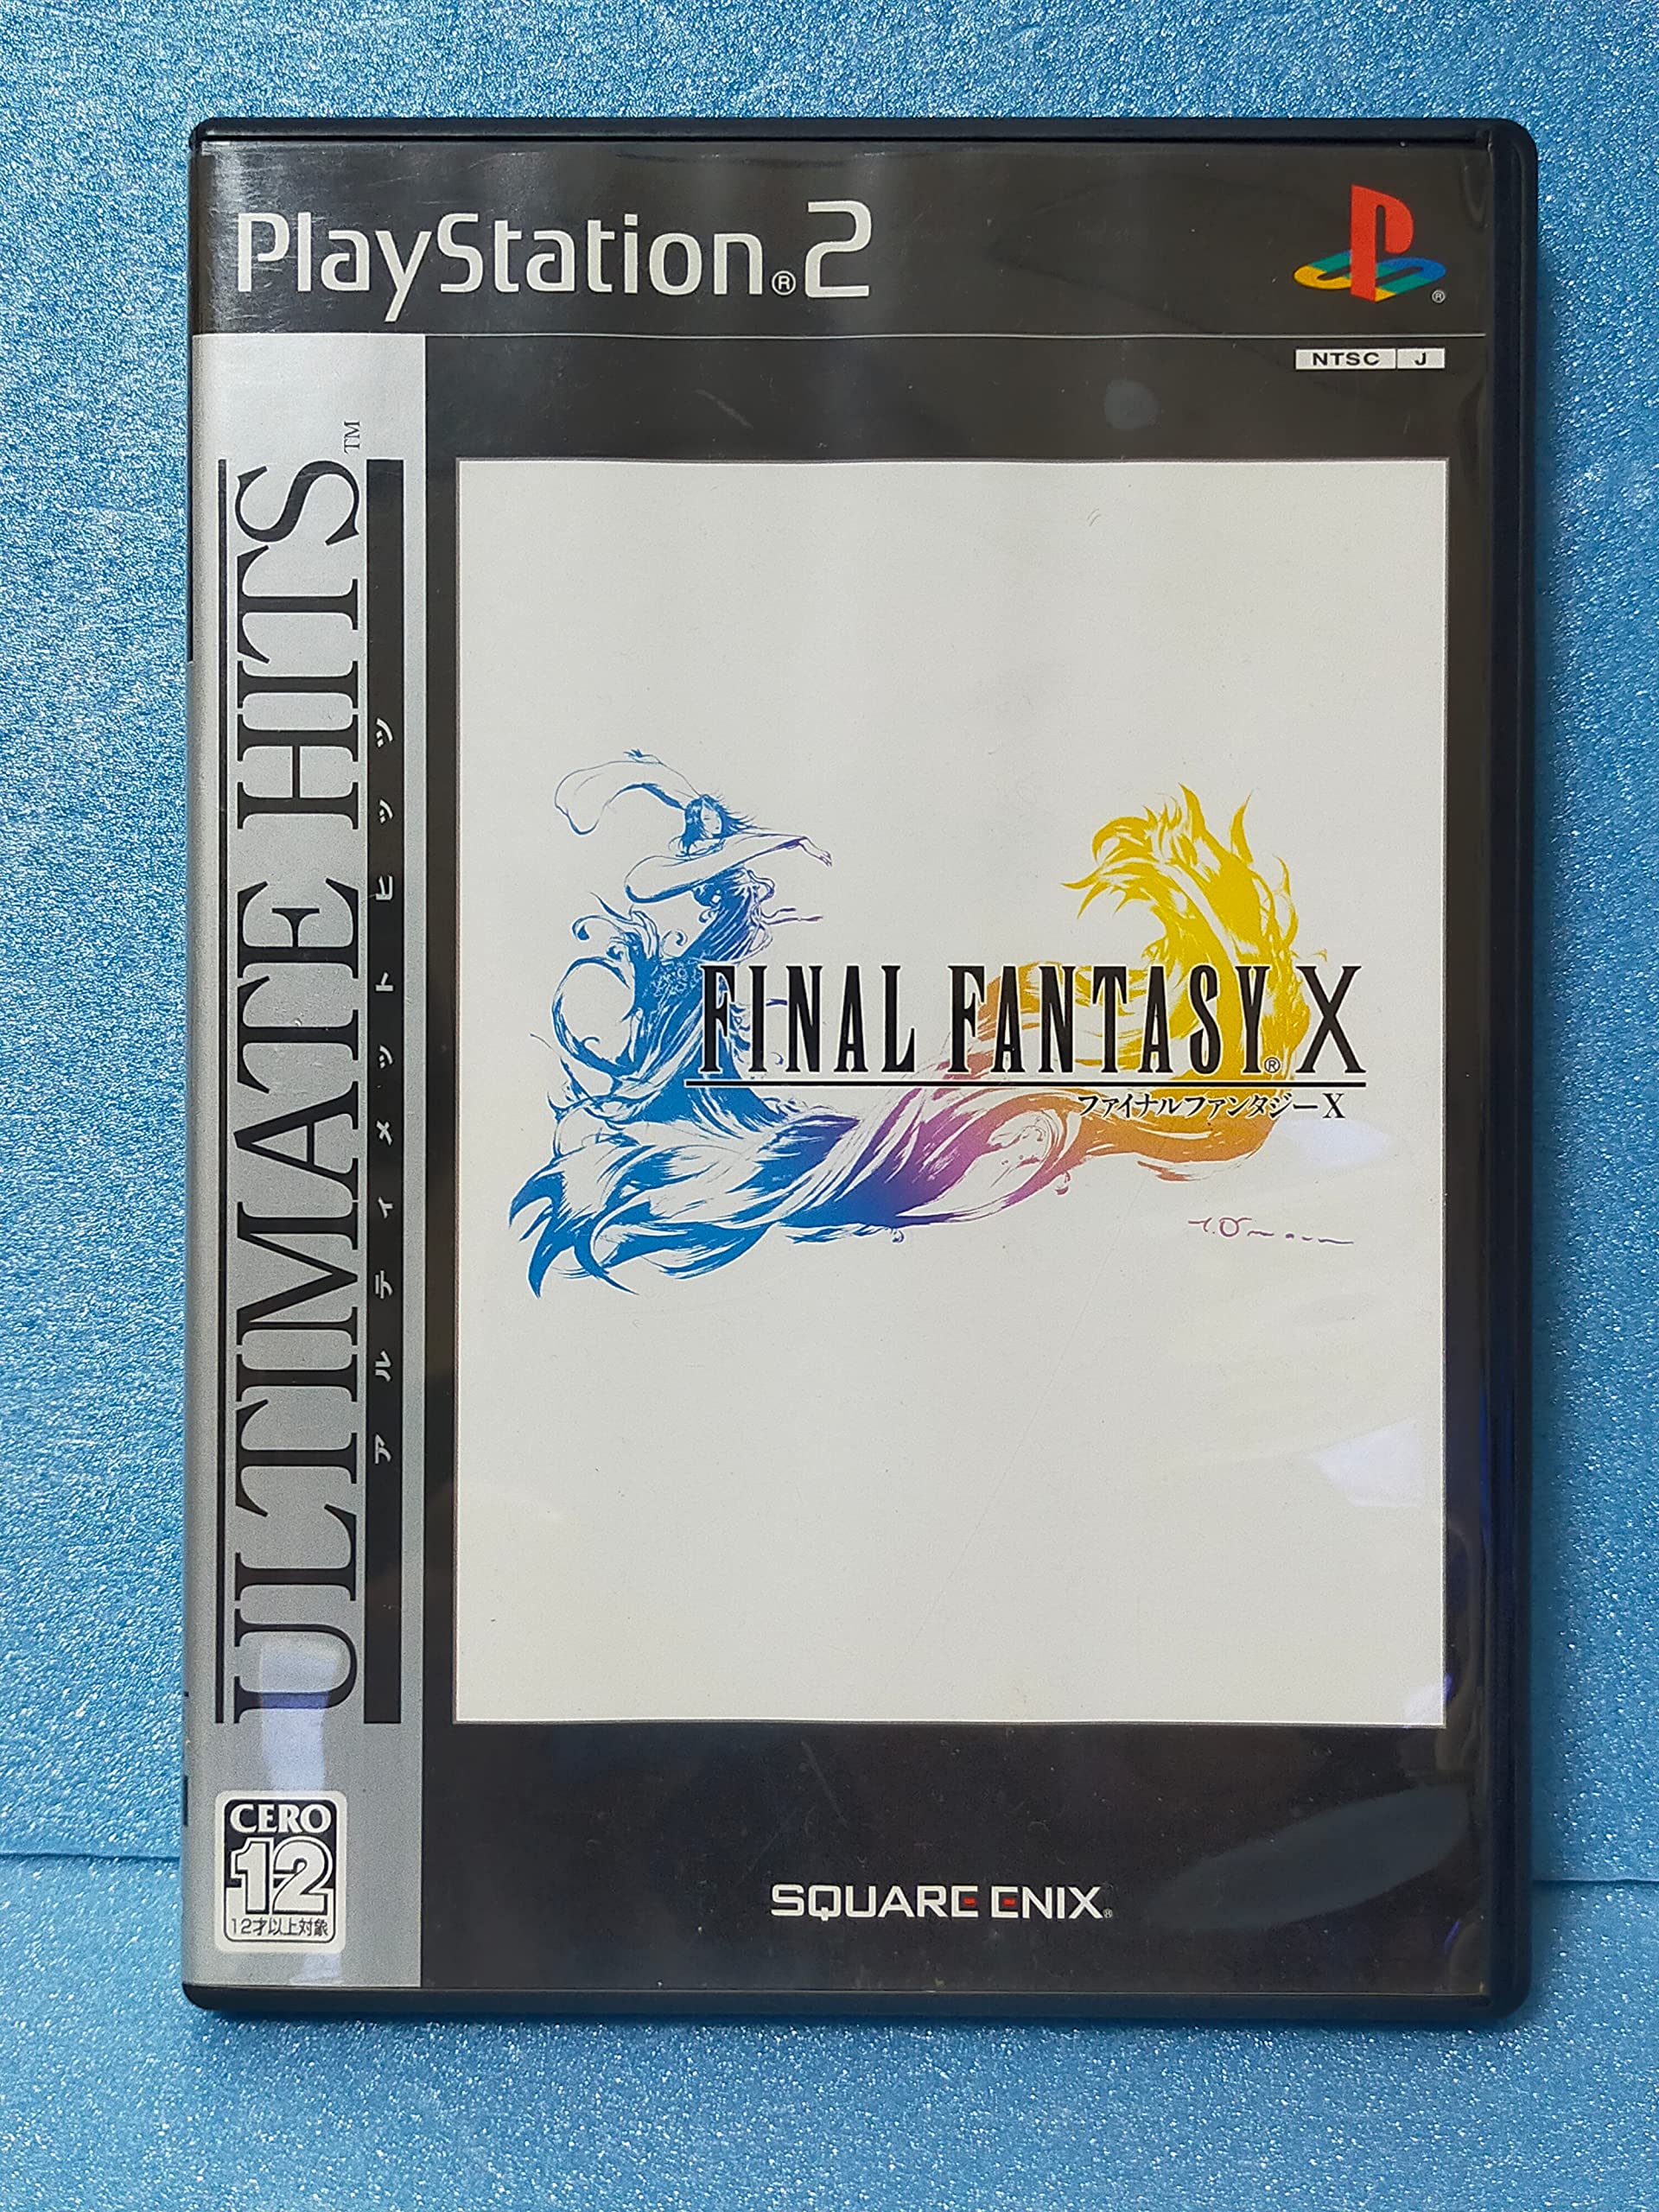 PlayStation®2
NTSC J
ULTIMATE HITS™
アルティメットヒッツ
FINAL FANTASY® X
ファイナルファンタジーX
CERO
12
12才以上対象
SQUARE ENIX®